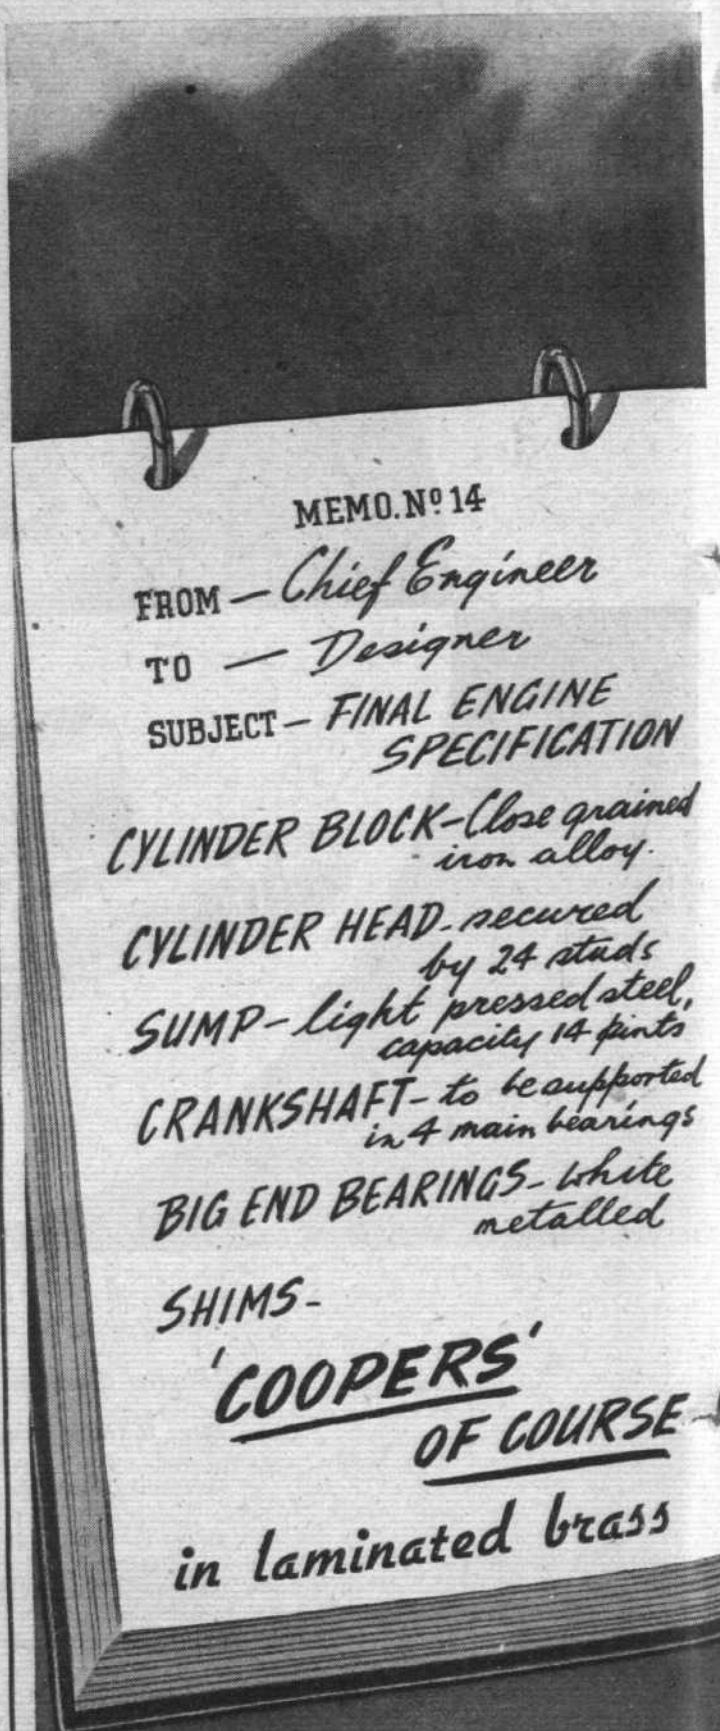 MEMO. Nº 14
FROM — Chief Engineer
TO — Designer
SUBJECT — FINAL ENGINE
SPECIFICATION
CYLINDER BLOCK - Close grained
iron alloy.
CYLINDER HEAD - secured
by 24 studs
SUMP - light pressed steel,
capacity 14 pints
CRANKSHAFT - to be supported
in 4 main bearings
BIG END BEARINGS - white
metalled
SHIMS -
'COOPERS'
OF COURSE
in laminated brass